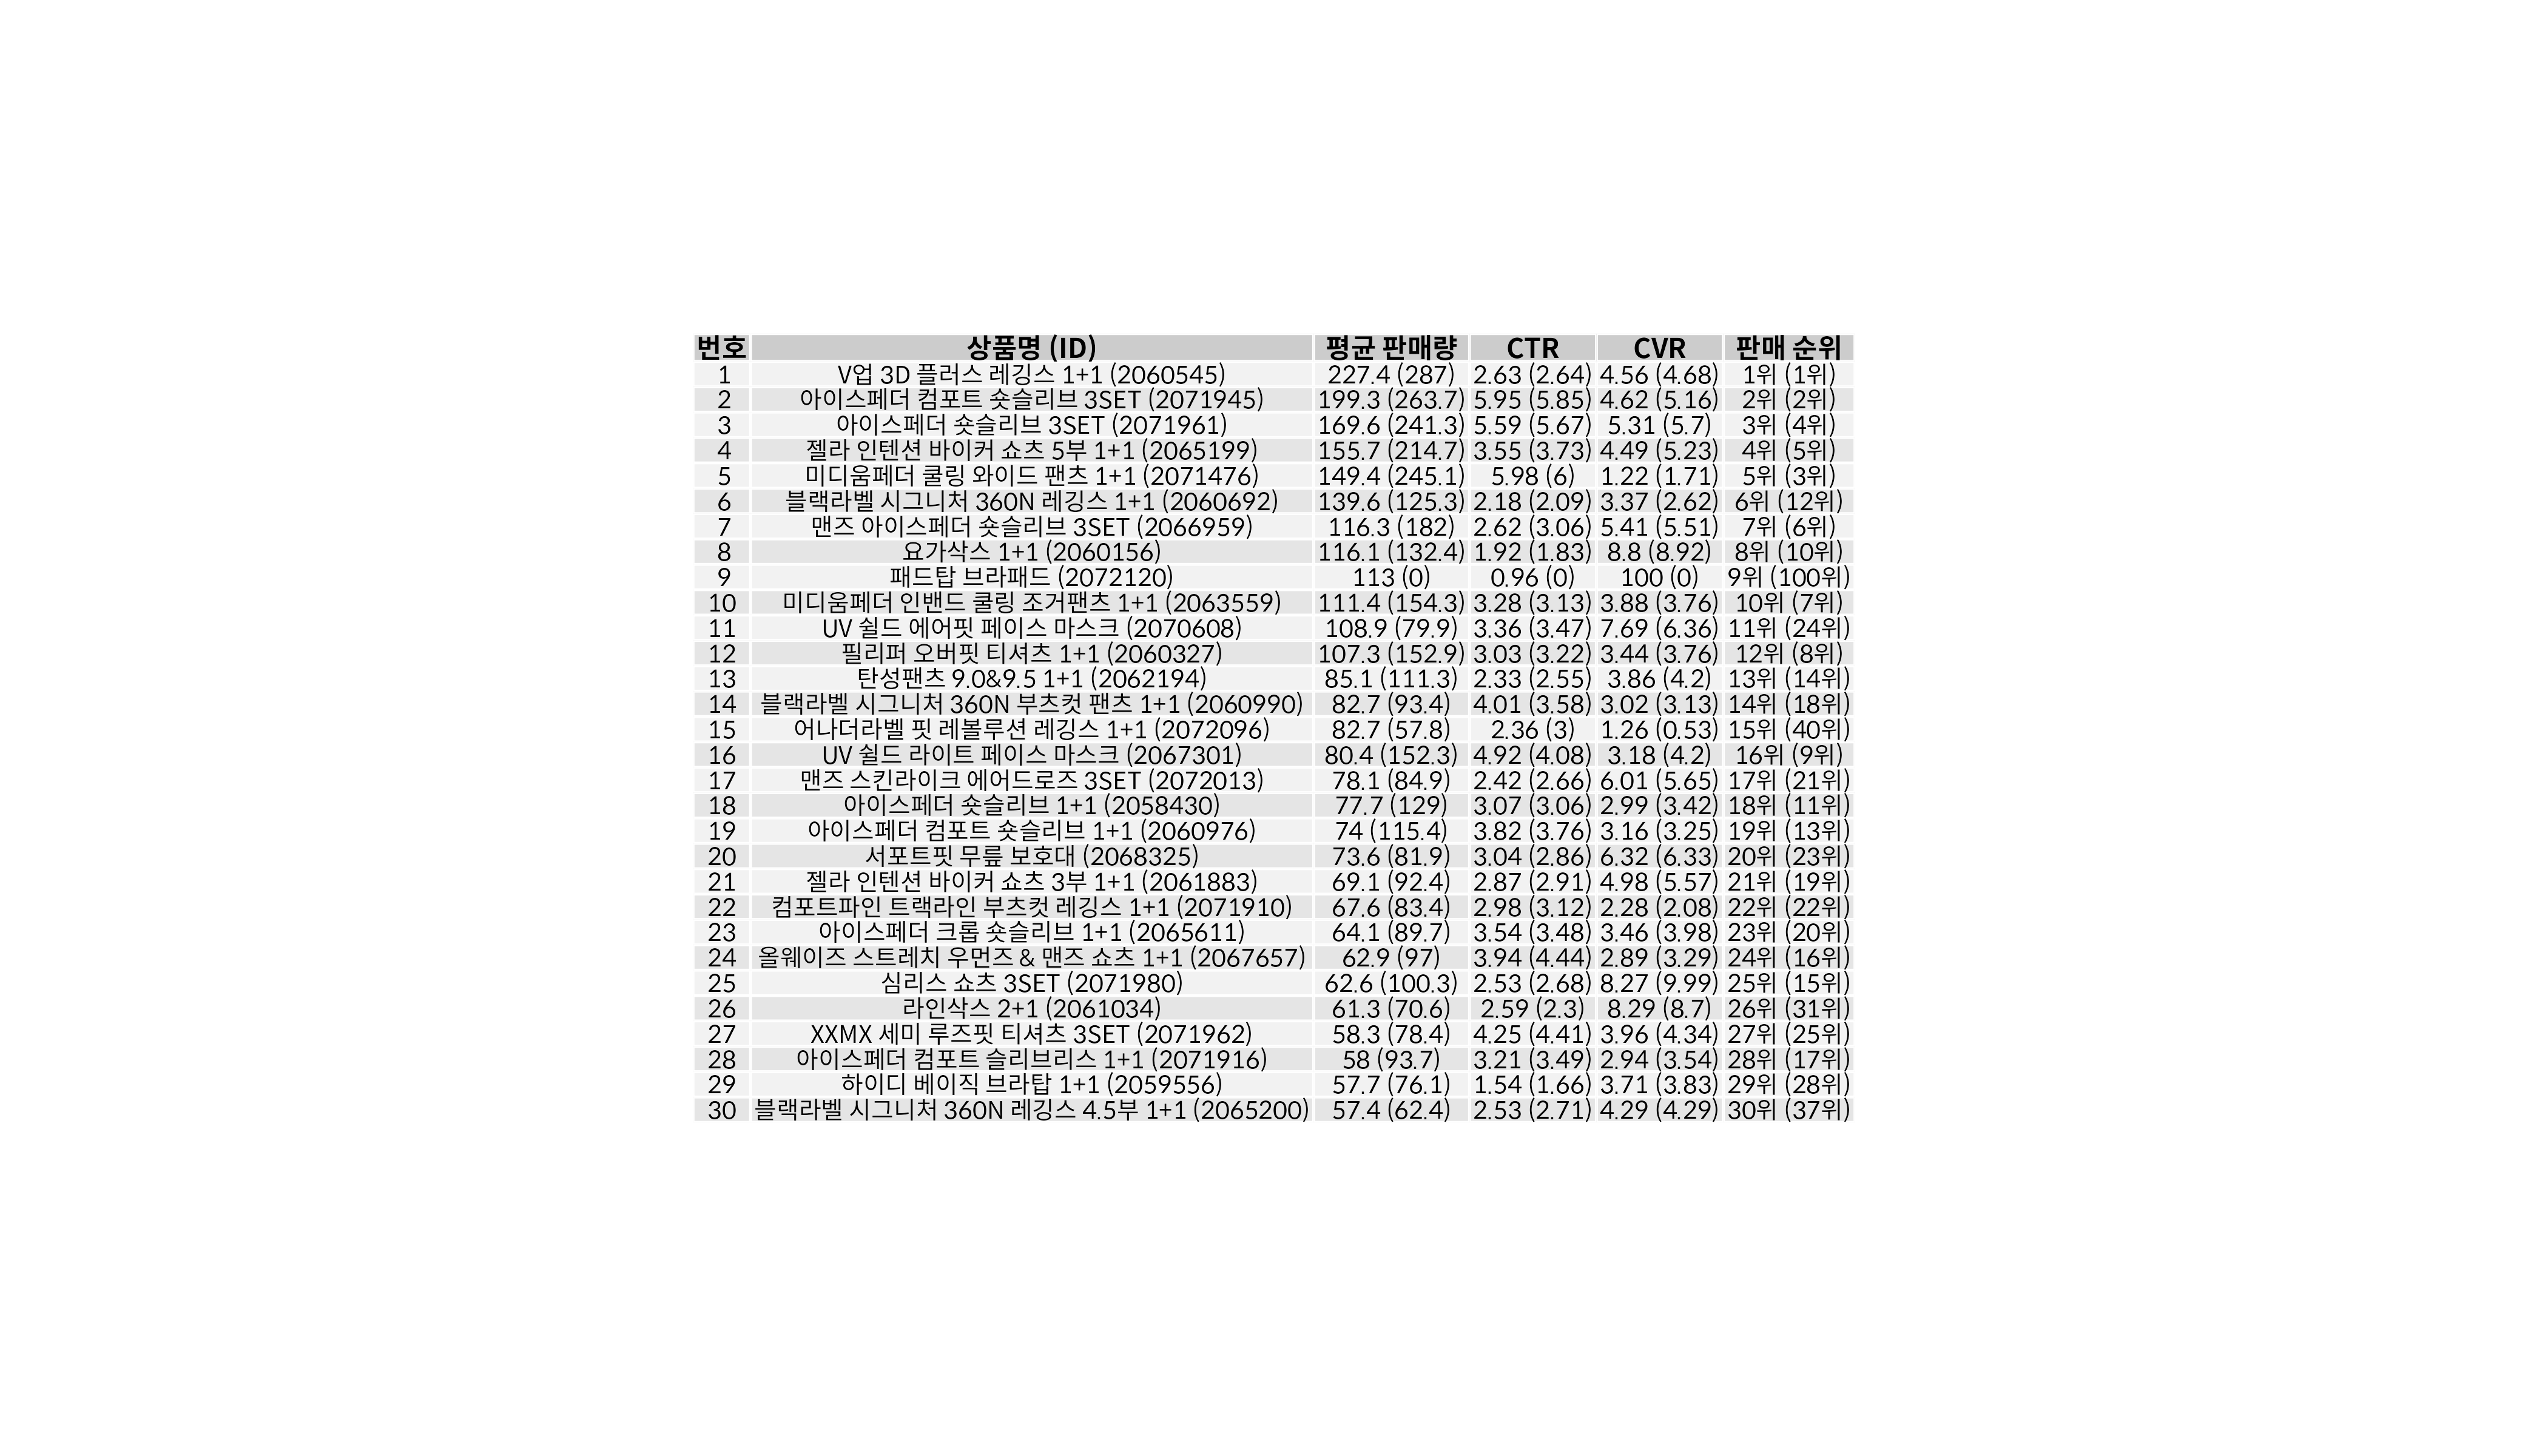 번호 상품명 (ID) 평균 판매량 CTR CVR 판매 순위
1 V업 3D 플러스 레깅스 1+1 (2060545) 227.4 (287) 2.63 (2.64) 4.56 (4.68) 1위 (1위)
2 아이스페더 컴포트 숏슬리브 3SET (2071945) 199.3 (263.7) 5.95 (5.85) 4.62 (5.16) 2위 (2위)
3 아이스페더 숏슬리브 3SET (2071961) 169.6 (241.3) 5.59 (5.67) 5.31 (5.7) 3위 (4위)
4 젤라 인텐션 바이커 쇼츠 5부 1+1 (2065199) 155.7 (214.7) 3.55 (3.73) 4.49 (5.23) 4위 (5위)
5 미디움페더 쿨링 와이드 팬츠 1+1 (2071476) 149.4 (245.1) 5.98 (6) 1.22 (1.71) 5위 (3위)
6 블랙라벨 시그니처 360N 레깅스 1+1 (2060692) 139.6 (125.3) 2.18 (2.09) 3.37 (2.62) 6위 (12위)
7 맨즈 아이스페더 숏슬리브 3SET (2066959) 116.3 (182) 2.62 (3.06) 5.41 (5.51) 7위 (6위)
8 요가삭스 1+1 (2060156) 116.1 (132.4) 1.92 (1.83) 8.8 (8.92) 8위 (10위)
9 패드탑 브라패드 (2072120) 113 (0) 0.96 (0) 100 (0) 9위 (100위)
10 미디움페더 인밴드 쿨링 조거팬츠 1+1 (2063559) 111.4 (154.3) 3.28 (3.13) 3.88 (3.76) 10위 (7위)
11 UV 쉴드 에어핏 페이스 마스크 (2070608) 108.9 (79.9) 3.36 (3.47) 7.69 (6.36) 11위 (24위)
12 필리퍼 오버핏 티셔츠 1+1 (2060327) 107.3 (152.9) 3.03 (3.22) 3.44 (3.76) 12위 (8위)
13 탄성팬츠 9.0&9.5 1+1 (2062194) 85.1 (111.3) 2.33 (2.55) 3.86 (4.2) 13위 (14위)
14 블랙라벨 시그니처 360N 부츠컷 팬츠 1+1 (2060990) 82.7 (93.4) 4.01 (3.58) 3.02 (3.13) 14위 (18위)
15 어나더라벨 핏 레볼루션 레깅스 1+1 (2072096) 82.7 (57.8) 2.36 (3) 1.26 (0.53) 15위 (40위)
16 UV 쉴드 라이트 페이스 마스크 (2067301) 80.4 (152.3) 4.92 (4.08) 3.18 (4.2) 16위 (9위)
17 맨즈 스킨라이크 에어드로즈 3SET (2072013) 78.1 (84.9) 2.42 (2.66) 6.01 (5.65) 17위 (21위)
18 아이스페더 숏슬리브 1+1 (2058430) 77.7 (129) 3.07 (3.06) 2.99 (3.42) 18위 (11위)
19 아이스페더 컴포트 숏슬리브 1+1 (2060976) 74 (115.4) 3.82 (3.76) 3.16 (3.25) 19위 (13위)
20 서포트핏 무릎 보호대 (2068325) 73.6 (81.9) 3.04 (2.86) 6.32 (6.33) 20위 (23위)
21 젤라 인텐션 바이커 쇼츠 3부 1+1 (2061883) 69.1 (92.4) 2.87 (2.91) 4.98 (5.57) 21위 (19위)
22 컴포트파인 트랙라인 부츠컷 레깅스 1+1 (2071910) 67.6 (83.4) 2.98 (3.12) 2.28 (2.08) 22위 (22위)
23 아이스페더 크롭 숏슬리브 1+1 (2065611) 64.1 (89.7) 3.54 (3.48) 3.46 (3.98) 23위 (20위)
24 올웨이즈 스트레치 우먼즈 & 맨즈 쇼츠 1+1 (2067657) 62.9 (97) 3.94 (4.44) 2.89 (3.29) 24위 (16위)
25 심리스 쇼츠 3SET (2071980) 62.6 (100.3) 2.53 (2.68) 8.27 (9.99) 25위 (15위)
26 라인삭스 2+1 (2061034) 61.3 (70.6) 2.59 (2.3) 8.29 (8.7) 26위 (31위)
27 XXMX 세미 루즈핏 티셔츠 3SET (2071962) 58.3 (78.4) 4.25 (4.41) 3.96 (4.34) 27위 (25위)
28 아이스페더 컴포트 슬리브리스 1+1 (2071916) 58 (93.7) 3.21 (3.49) 2.94 (3.54) 28위 (17위)
29 하이디 베이직 브라탑 1+1 (2059556) 57.7 (76.1) 1.54 (1.66) 3.71 (3.83) 29위 (28위)
30 블랙라벨 시그니처 360N 레깅스 4.5부 1+1 (2065200) 57.4 (62.4) 2.53 (2.71) 4.29 (4.29) 30위 (37위)